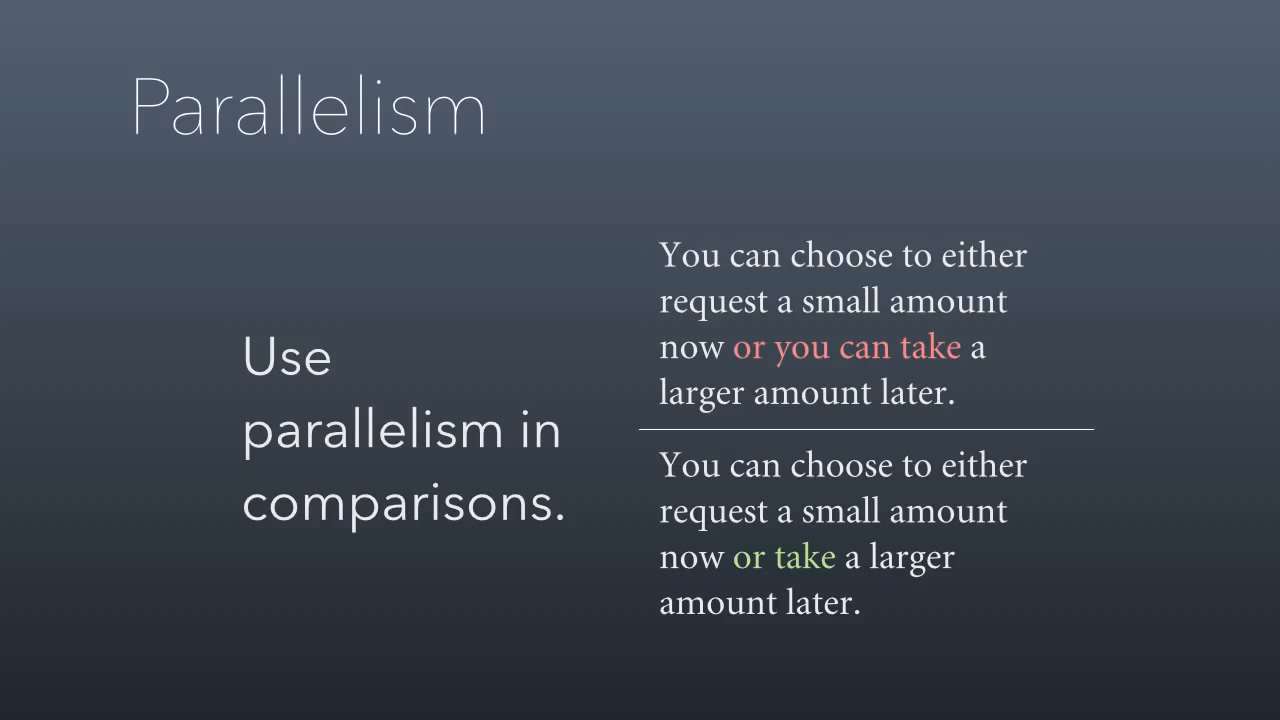 Parallelism
Use
parallelism in
comparisons.
You can choose to either
request a small amount
now or you can take a
larger amount later.
You can choose to either
request a small amount
now or take a larger
amount later.